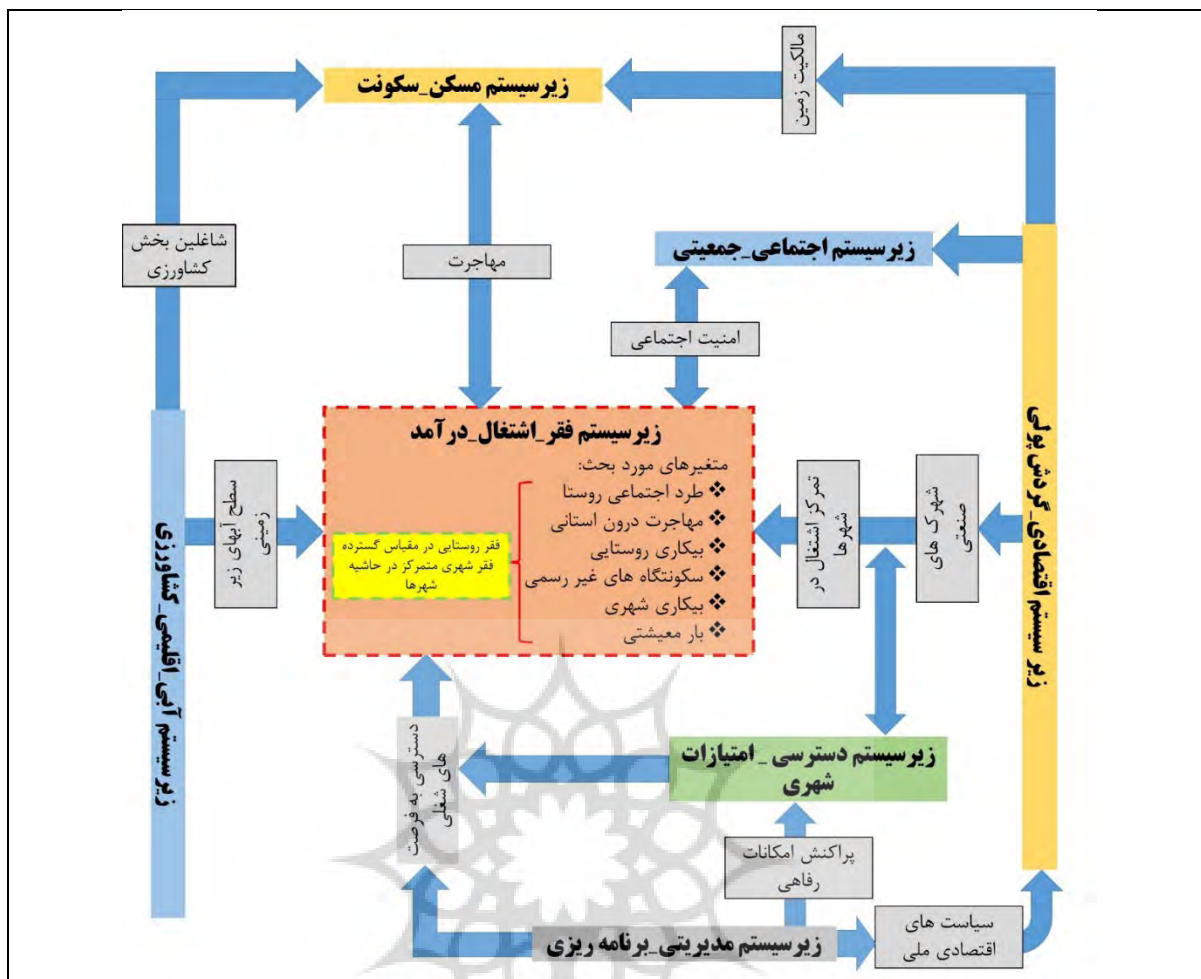 مالکیت زمین
زیرسیستم مسکن_سکونت
شاغلین بخش
کشاورزی
مهاجرت
زیرسیستم اجتماعی_جمعیتی
امنیت اجتماعی
زیرسیستم فقر_اشتغال_درآمد
متغیرهای مورد بحث:
❖ طرد اجتماعی روستا
❖ مهاجرت درون استانی
❖ بیکاری روستایی
❖ سکونتگاه های غیر رسمی
❖ بیکاری شهری
❖ بار معیشتی
فقر روستایی در مقیاس گسترده
فقر شهری متمرکز در حاشیه
شهرها
زیر سیستم اقتصادی_گردش پولی
شهرک های
صنعتی
تمرکز اشتغال در
شهرها
سطح آبهای زیر
زمینی
زیرسیستم آبی_اقلیمی_کشاورزی
زیرسیستم دسترسی _ امتیازات
شهری
دسترسی به فرصت
های شغلی
پراکنش امکانات
رفاهی
زیرسیستم مدیریتی_برنامه ریزی
سیاست های
اقتصادی ملی